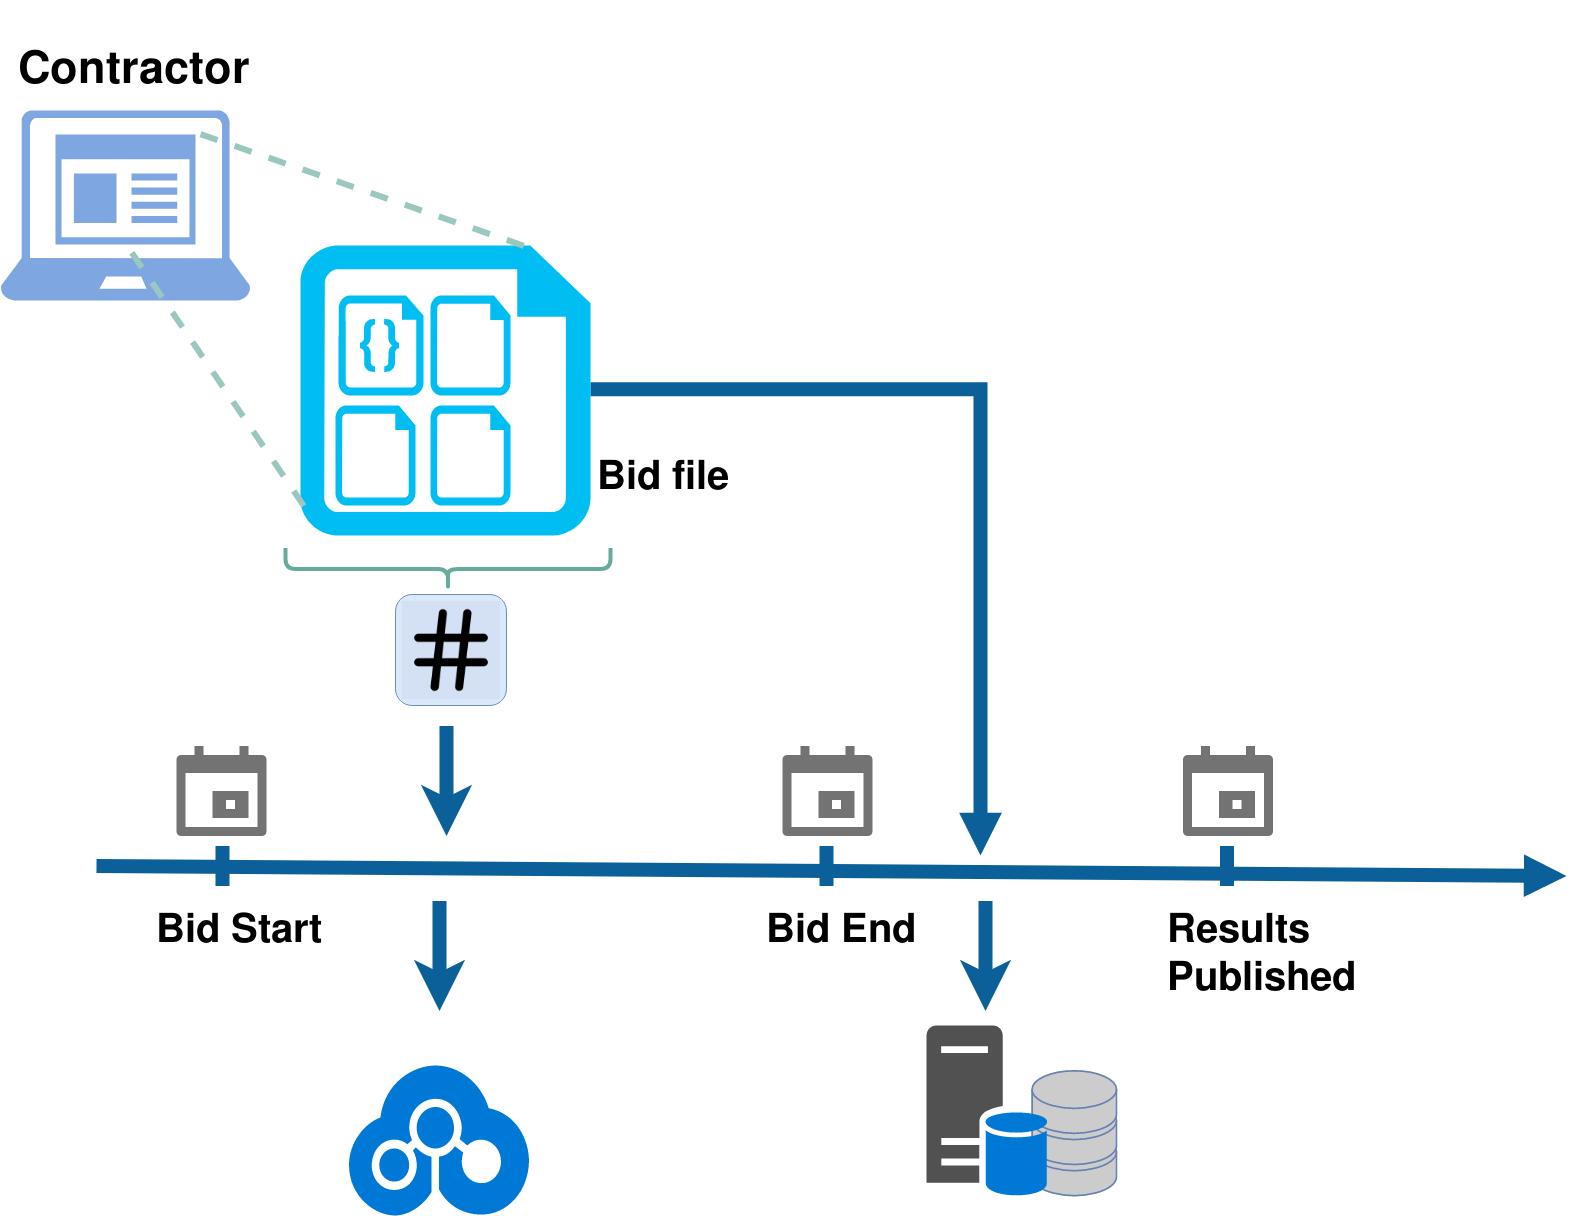 Contractor
{}
Bid file
#
Bid Start
Bid End
Results
Published